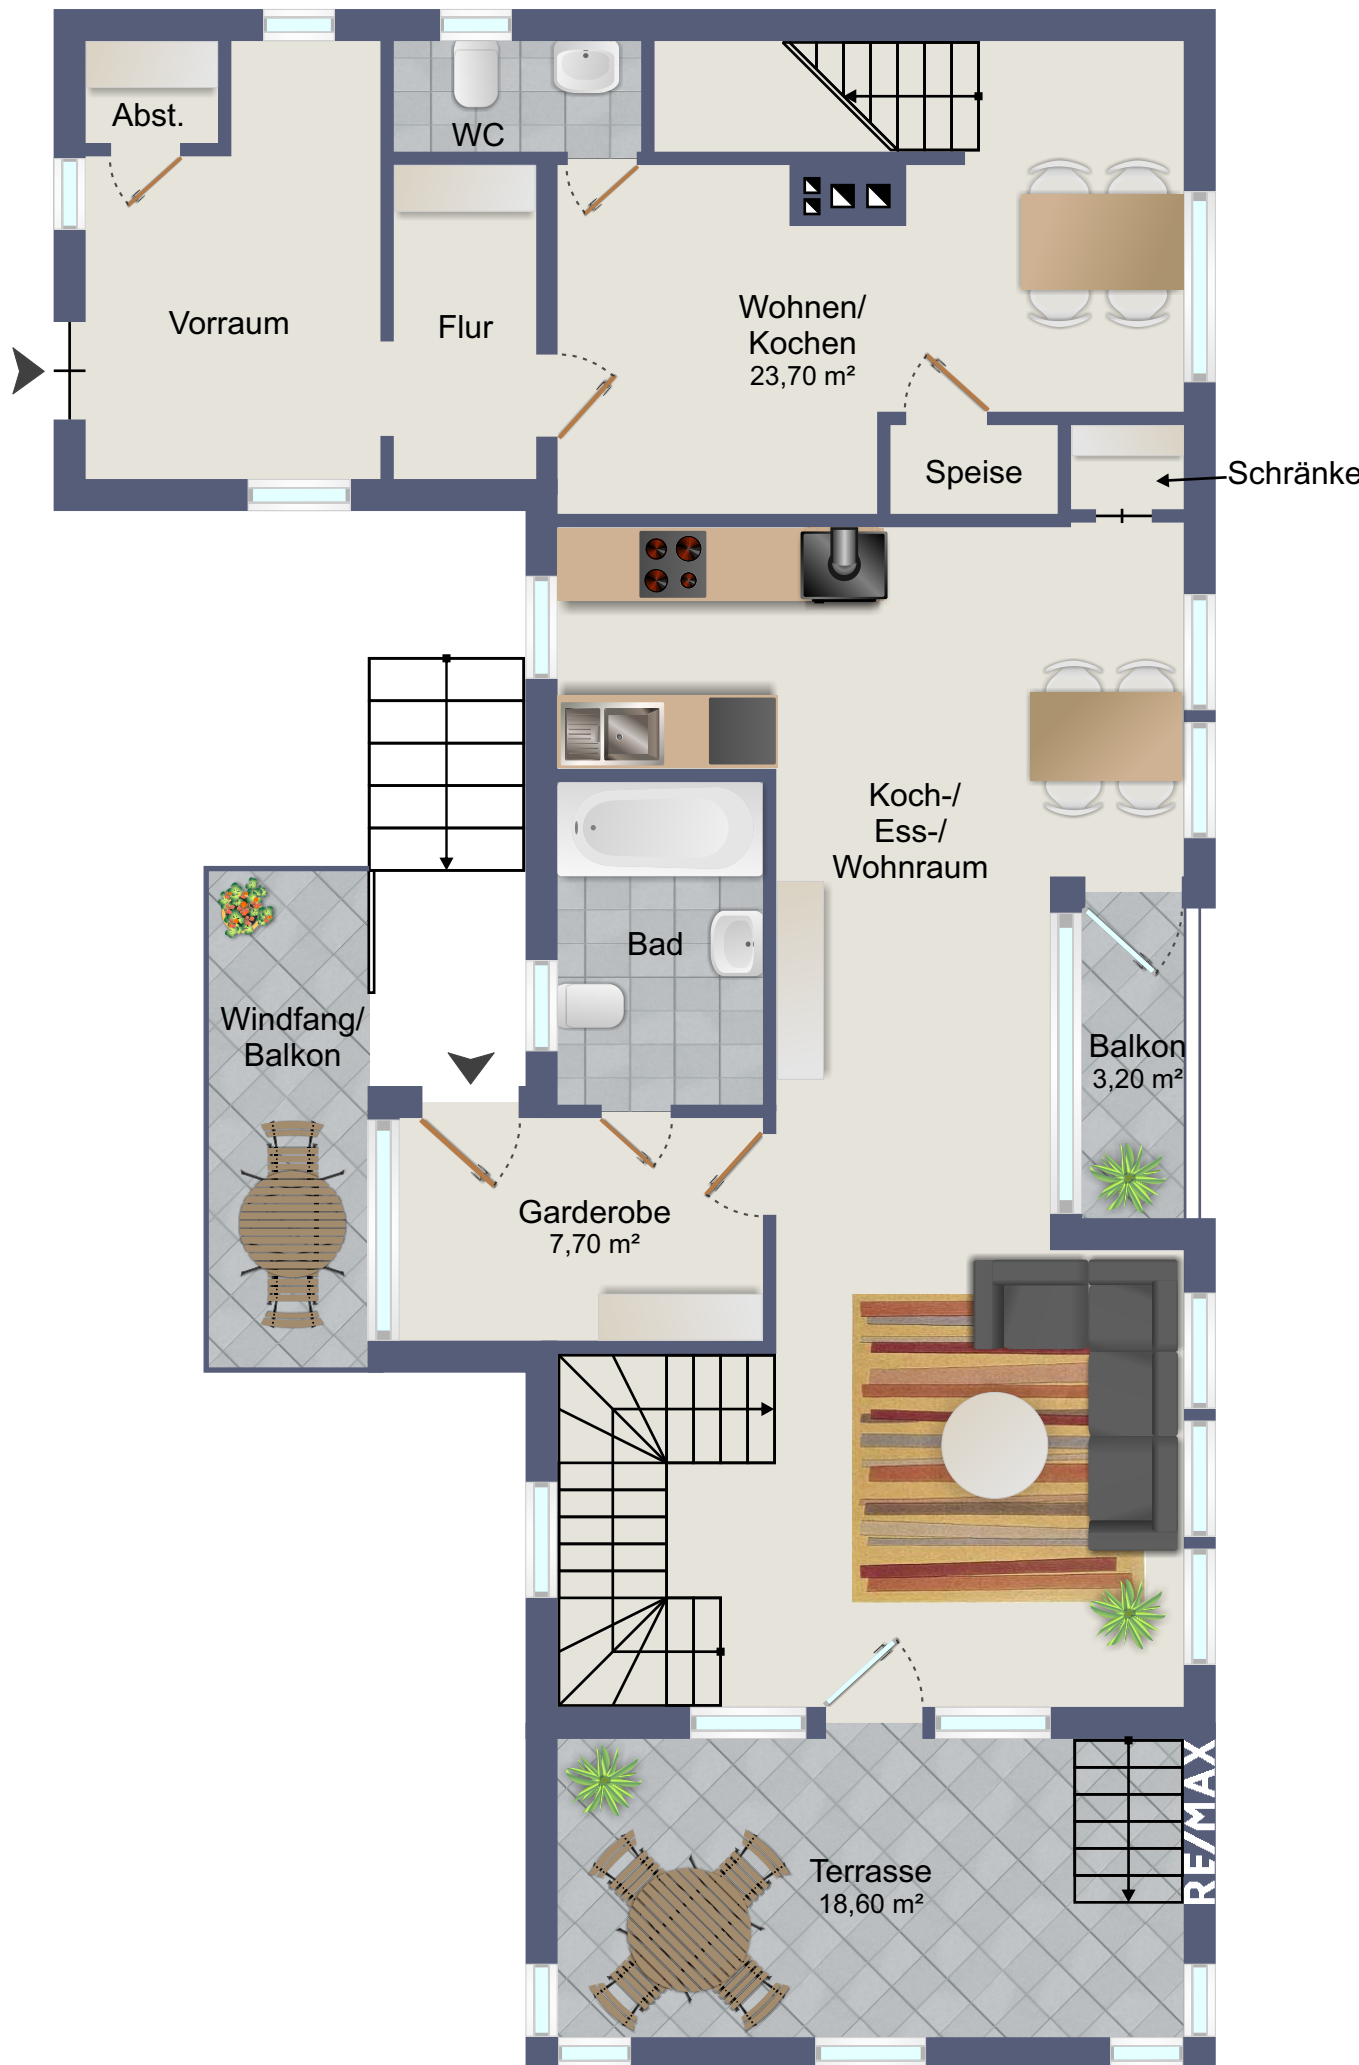 Abst.
WC
Vorraum
Flur
Wohnen/
Kochen
23,70 m²
Speise
Schränke
Koch-/
Ess-/
Wohnraum
Bad
Windfang/
Balkon
Balkon
3,20 m²
Garderobe
7,70 m²
Terrasse
18,60 m²
RE/MAX